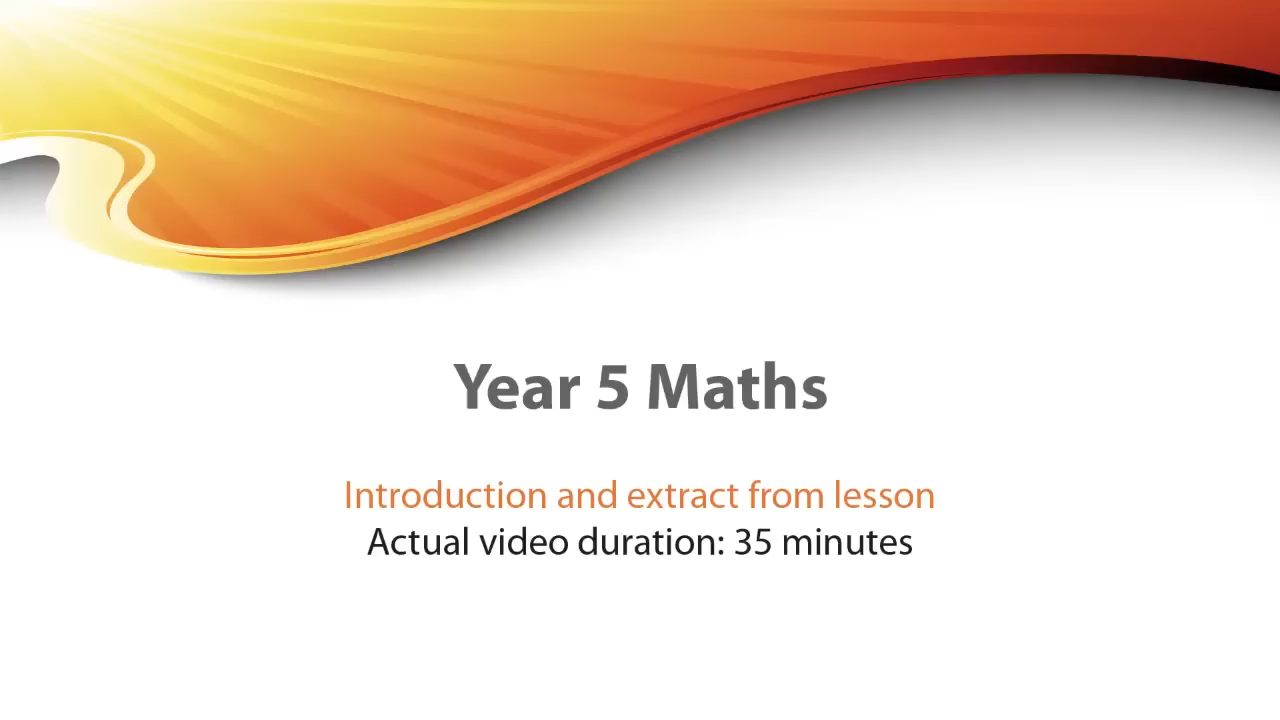 Year 5 Maths
Introduction and extract from lesson
Actual video duration: 35 minutes